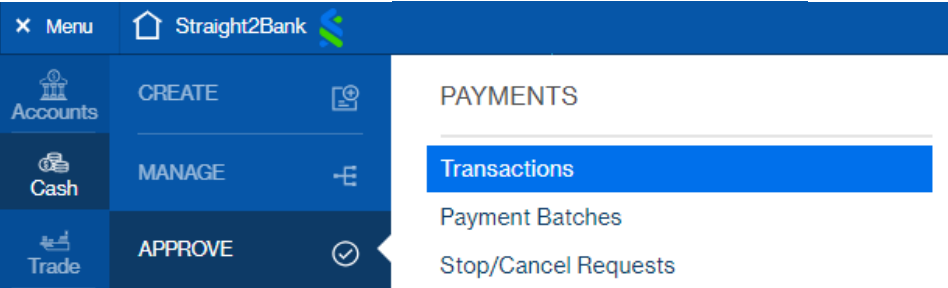 × Menu
Straight2Bank
Accounts
Cash
Trade
CREATE
MANAGE
APPROVE
PAYMENTS
Transactions
Payment Batches
Stop/Cancel Requests